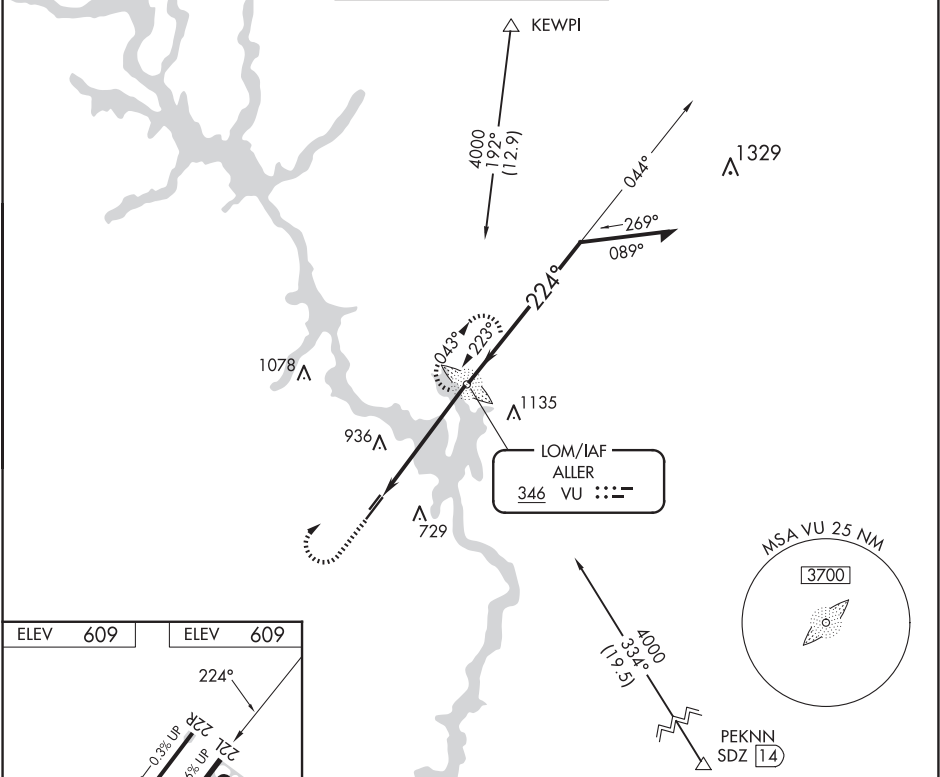 KEWPI
4000
192°
(12.9)
044°
1329
269°
089°
224°
043°
223°
1078
1135
936
LOM/IAF
ALLER
346 VU
729
MSA VU 25 NM
3700
4000
334°
(19.5)
PEKNN
SDZ 14
ELEV 609
ELEV 609
224°
22R
22L
0.3% UP
6% UP